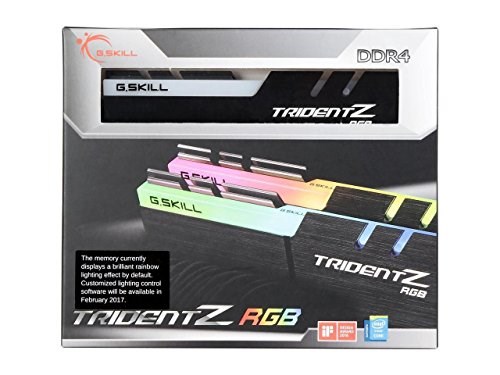 G.SKILL
DDR4
G.SKILL
TRIDENTZ
RGB
G.SKILL
G.SKILL
TRIDENTZ
RGB
The memory currently
displays a brilliant rainbow
lighting effect by default.
Customized lighting control
software will be available in
February 2017.
TRIDENTZ RGB